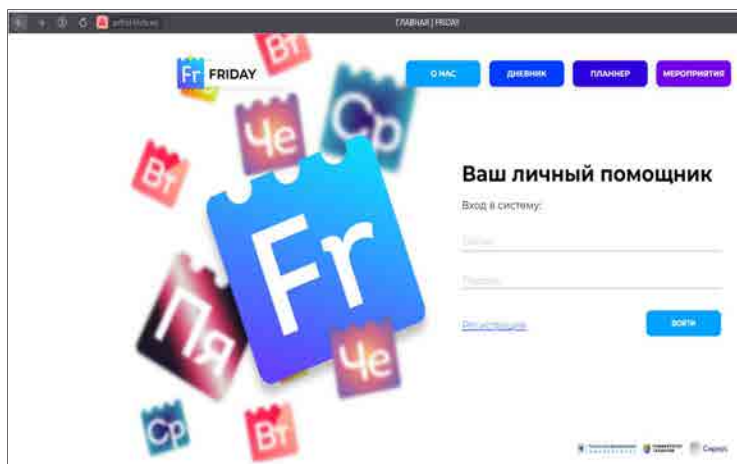 ГЛАВНАЯ | FRIDAY
Fr FRIDAY
О НАС
ДНЕВНИК
ПЛАННЕР
МЕРОПРИЯТИЯ
Вт
Че
Ср
Вт
Fr
Пя
Че
Ср
Вт
Ваш личный помощник
Вход в систему:
Регистрация
ВОЙТИ
Сириус